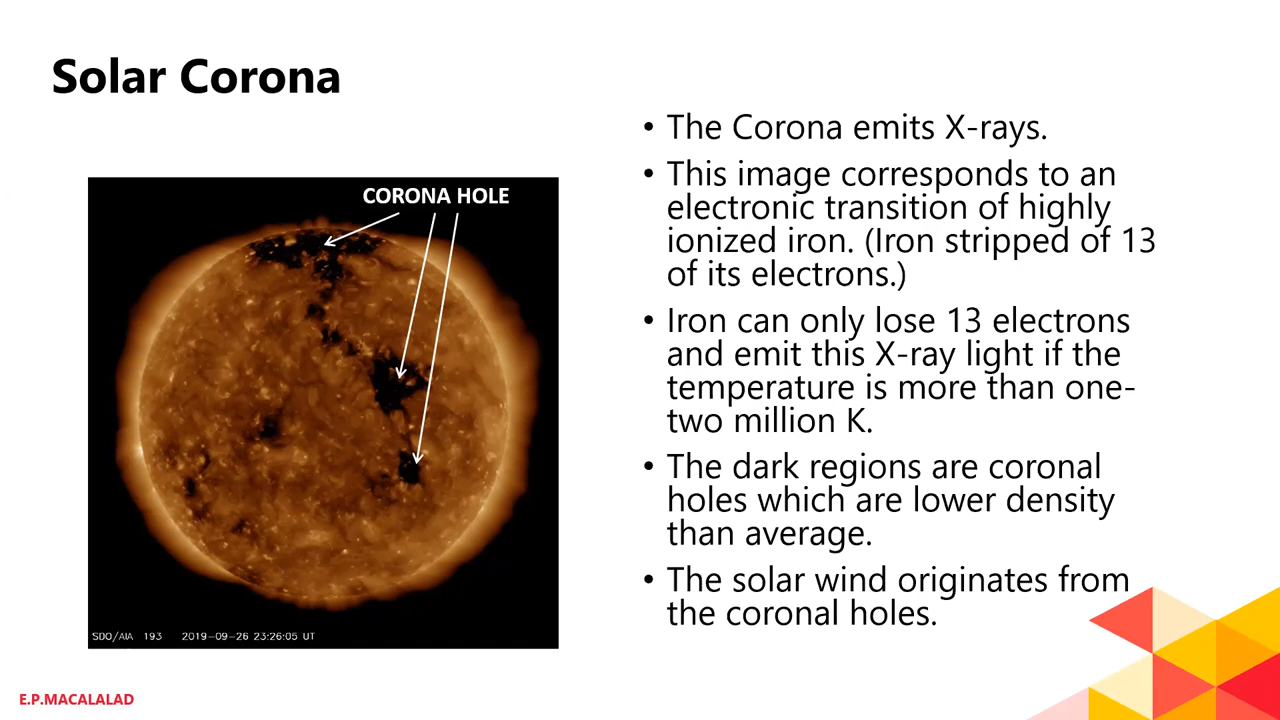 Solar Corona
CORONA HOLE
SDO/AIA 193 2019-09-26 23:26:05 UT
• The Corona emits X-rays.
• This image corresponds to an
electronic transition of highly
ionized iron. (Iron stripped of 13
of its electrons.)
• Iron can only lose 13 electrons
and emit this X-ray light if the
temperature is more than one-
two million K.
• The dark regions are coronal
holes which are lower density
than average.
• The solar wind originates from
the coronal holes.
E.P.MACALALAD